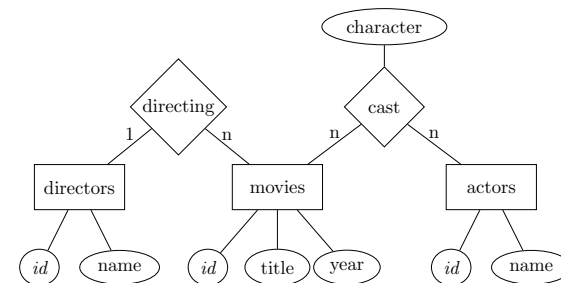 character
directing
cast
1
n
n
n
directors
movies
actors
id
name
id
title
year
id
name